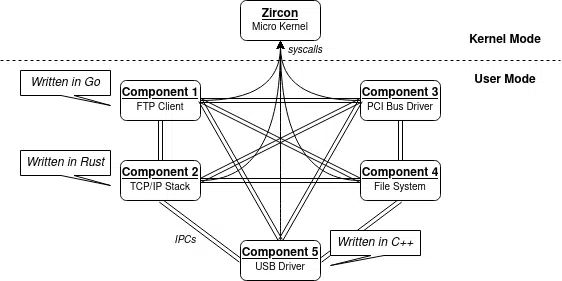 Zircon
Micro Kernel
Kernel Mode
syscalls
User Mode
Written in Go
Component 1
FTP Client
Component 3
PCI Bus Driver
Written in Rust
Component 2
TCP/IP Stack
Component 4
File System
IPCs
Written in C++
Component 5
USB Driver